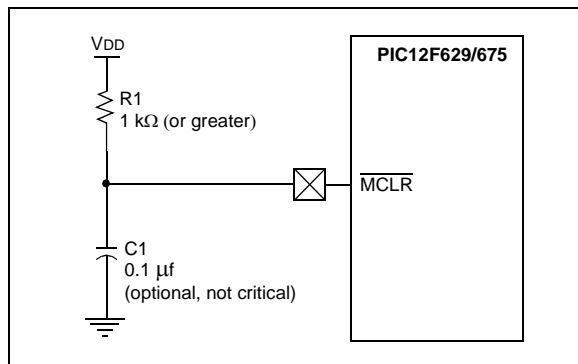 VDD
PIC12F629/675
R1
1 kΩ (or greater)
MCLR
C1
0.1 μf
(optional, not critical)